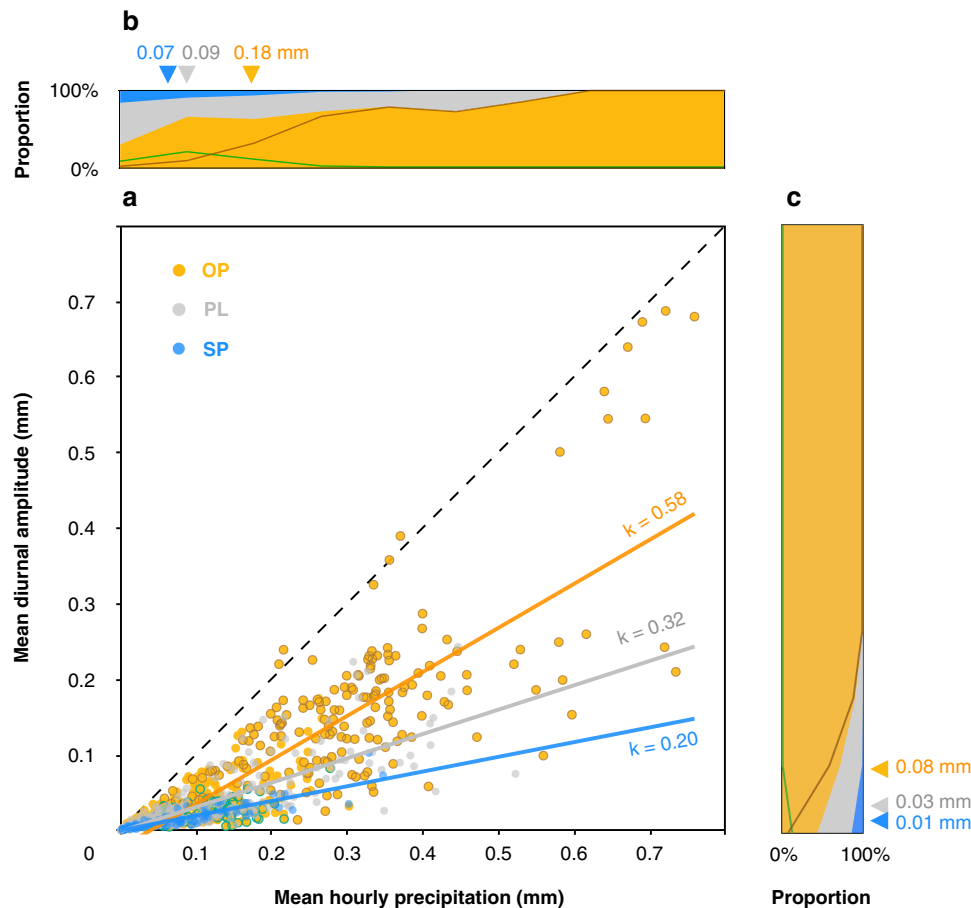 b
0.07 0.09 0.18 mm
100%
0%
Proportion
a
c
OP
PL
SP
0.7
0.6
0.5
0.4
0.3
0.2
0.1
0
Mean diurnal amplitude (mm)
k = 0.58
k = 0.32
k = 0.20
0.1 0.2 0.3 0.4 0.5 0.6 0.7
Mean hourly precipitation (mm)
0.08 mm
0.03 mm
0.01 mm
0% 100%
Proportion